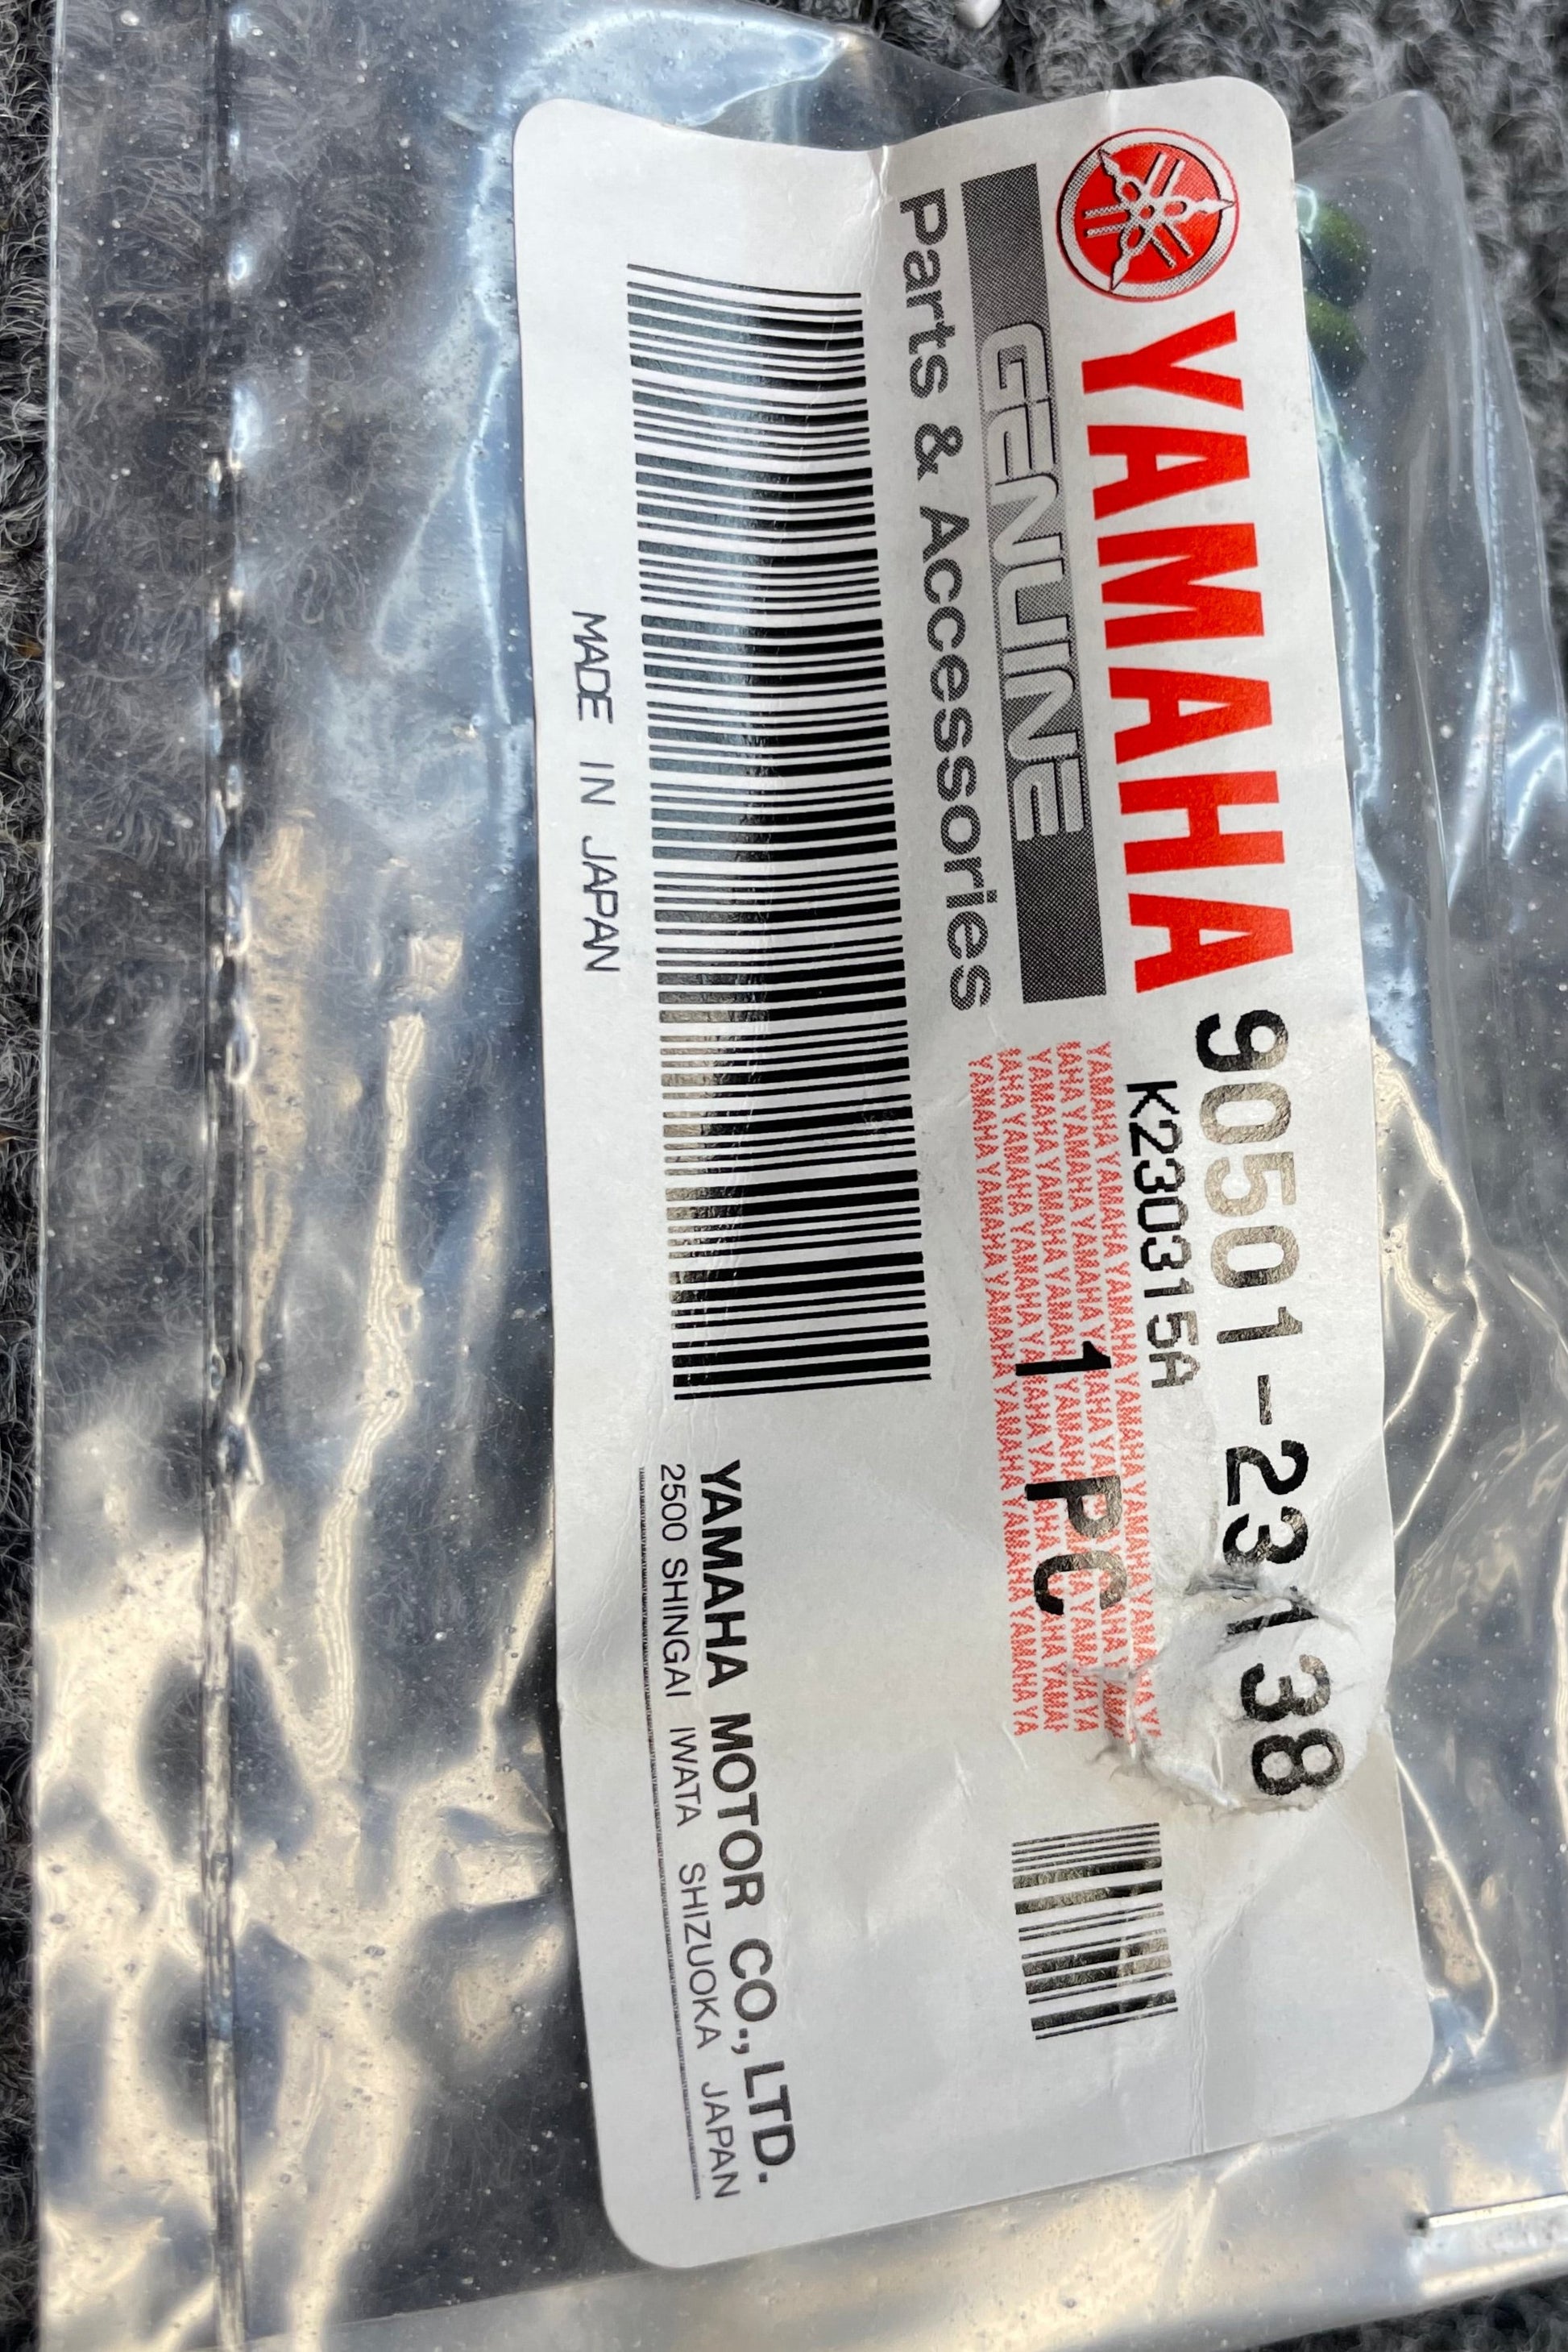 YAMAHA
90501-23138
K230315A
GENUINE
Parts & Accessories
1 PC
MADE IN JAPAN
YAMAHA MOTOR CO., LTD.
2500 SHINGAI IWATA SHIZUOKA JAPAN